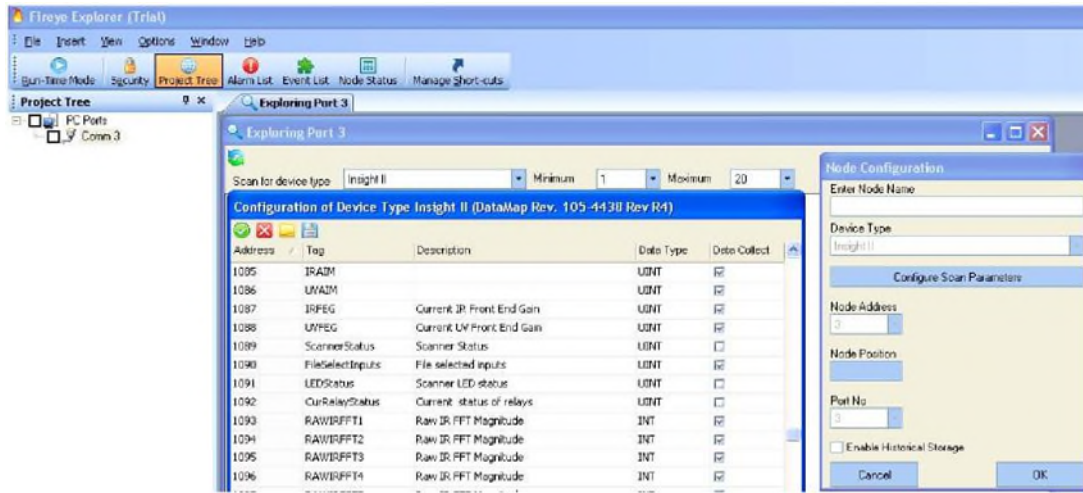 Fireye Explorer (Trial)
File Insert View Options Window Help
Run-Time Mode Security Project Tree Alarm List Event List Node Status Manage Short-cuts
Project Tree
PC Ports
Comm 3
Exploring Port 3
Exploring Port 3
Scan for device type Insight II Minimum 1 Maximum 20
Configuration of Device Type Insight II (DataMap Rev. 105-4438 Rev R4)
Address Tag Description Data Type Data Collect
1085 IRAIM UINT
1086 UVAIM UINT
1087 IRFEG Current IR Front End Gain UINT
1088 UVFEG Current UV Front End Gain UINT
1089 ScannerStatus Scanner Status UINT
1090 FileSelectInputs File selected inputs UINT
1091 LEDStatus Scanner LED status UINT
1092 CurRelayStatus Current status of relays UINT
1093 RAWIRFFT1 Raw IR FFT Magnitude INT
1094 RAWIRFFT2 Raw IR FFT Magnitude INT
1095 RAWIRFFT3 Raw IR FFT Magnitude INT
1096 RAWIRFFT4 Raw IR FFT Magnitude INT
Node Configuration
Enter Node Name
Device Type
Insight II
Configure Scan Parameters
Node Address
3
Node Position
Port No
3
Enable Historical Storage
Cancel OK